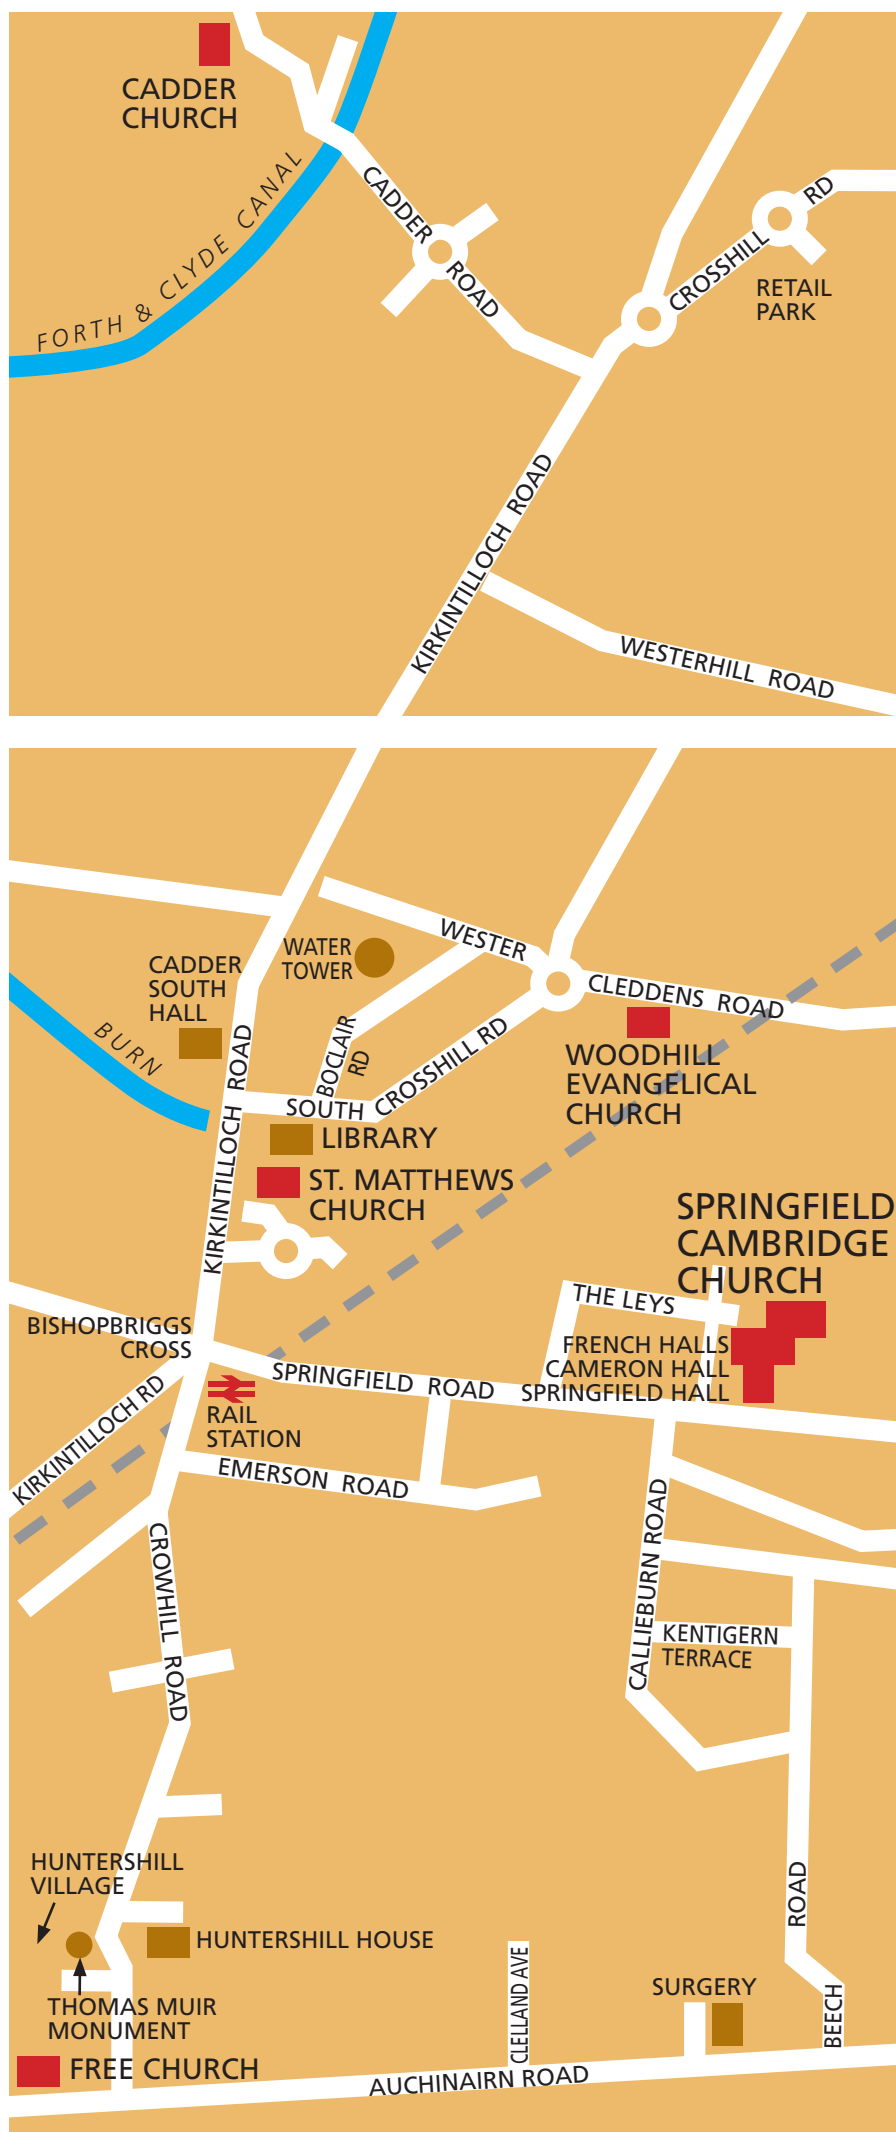 CADDER
CHURCH
FORTH & CLYDE CANAL
CADDER ROAD
CROSSHILL RD
RETAIL
PARK
KIRKINTILLOCH ROAD
WESTERHILL ROAD
WESTER
CLEDDENS ROAD
WATER
TOWER
CADDER
SOUTH
HALL
BURN
BOCLAIR
RD
SOUTH CROSSHILL RD
KIRKINTILLOCH ROAD
WOODHILL
EVANGELICAL
CHURCH
LIBRARY
ST. MATTHEWS
CHURCH
SPRINGFIELD
CAMBRIDGE
CHURCH
THE LEYS
BISHOPBRIGGS
CROSS
FRENCH HALLS
CAMERON HALL
SPRINGFIELD HALL
SPRINGFIELD ROAD
RAIL
STATION
KIRKINTILLOCH RD
EMERSON ROAD
CROWHILL ROAD
CALLIEBURN ROAD
KENTIGERN
TERRACE
HUNTERSHILL
VILLAGE
HUNTERSHILL HOUSE
THOMAS MUIR
MONUMENT
FREE CHURCH
CLELLAND AVE
SURGERY
BEECH ROAD
AUCHINAIRN ROAD